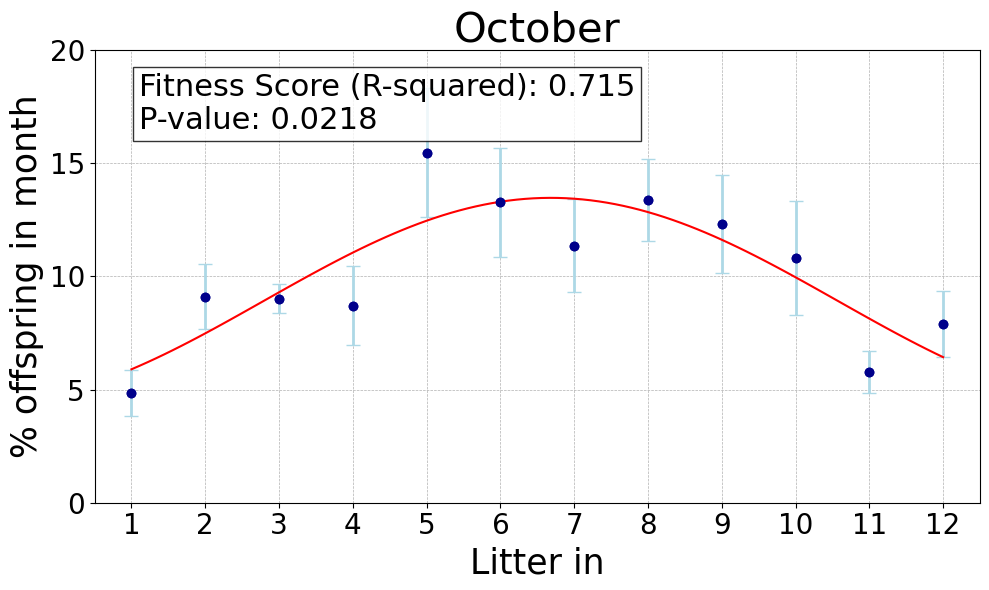 October
Fitness Score (R-squared): 0.715
P-value: 0.0218
% offspring in month
20
15
10
5
0
1 2 3 4 5 6 7 8 9 10 11 12
Litter in